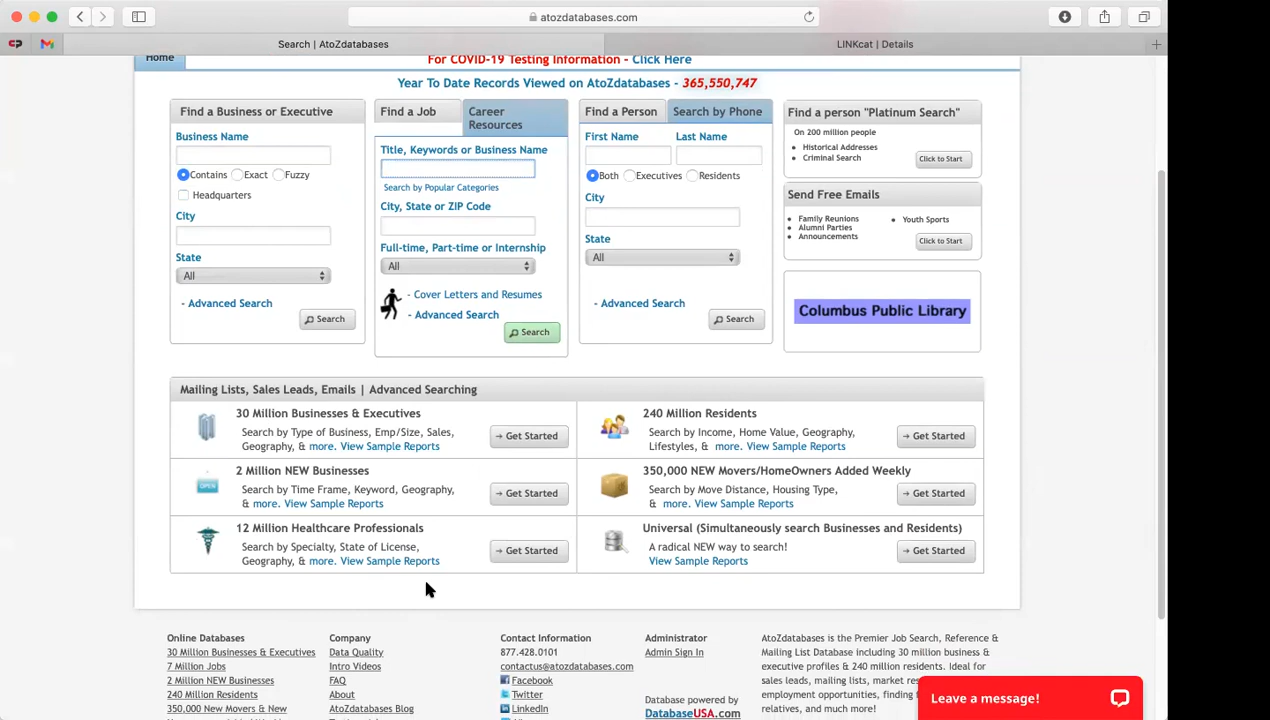 atozdatabases.com
Search | AtoZdatabases
LINKcat | Details
Home
For COVID-19 Testing Information - Click Here
Year To Date Records Viewed on AtoZdatabases - 365,550,747
Find a Business or Executive
Business Name
Contains Exact Fuzzy
Headquarters
City
State
All
- Advanced Search
Search
Find a Job
Career Resources
Title, Keywords or Business Name
Search by Popular Categories
City, State or ZIP Code
Full-time, Part-time or Internship
All
- Cover Letters and Resumes
- Advanced Search
Search
Find a Person
Search by Phone
First Name Last Name
Both Executives Residents
City
State
All
- Advanced Search
Search
Find a person "Platinum Search"
On 200 million people
Historical Addresses
Criminal Search
Click to Start
Send Free Emails
Family Reunions
Alumni Parties
Announcements
Youth Sports
Click to Start
Columbus Public Library
Mailing Lists, Sales Leads, Emails | Advanced Searching
30 Million Businesses & Executives
Search by Type of Business, Emp/Size, Sales,
Geography, & more. View Sample Reports
Get Started
240 Million Residents
Search by Income, Home Value, Geography,
Lifestyles, & more. View Sample Reports
Get Started
2 Million NEW Businesses
Search by Time Frame, Keyword, Geography,
& more. View Sample Reports
Get Started
OPEN
350,000 NEW Movers/HomeOwners Added Weekly
Search by Move Distance, Housing Type,
& more. View Sample Reports
Get Started
12 Million Healthcare Professionals
Search by Specialty, State of License,
Geography, & more. View Sample Reports
Get Started
Universal (Simultaneously search Businesses and Residents)
A radical NEW way to search!
View Sample Reports
Get Started
Online Databases
30 Million Businesses & Executives
7 Million Jobs
2 Million NEW Businesses
240 Million Residents
350,000 New Movers & New
Company
Data Quality
Intro Videos
FAQ
About
AtoZdatabases Blog
Contact Information
877.428.0101
contactus@atozdatabases.com
Facebook
Twitter
LinkedIn
Administrator
Admin Sign In
Database powered by
DatabaseUSA.com
AtoZdatabases is the Premier Job Search, Reference &
Mailing List Database including 30 million business &
executive profiles & 240 million residents. Ideal for
sales leads, mailing lists, market
employment opportunities, finding
relatives, and much more!
Leave a message!